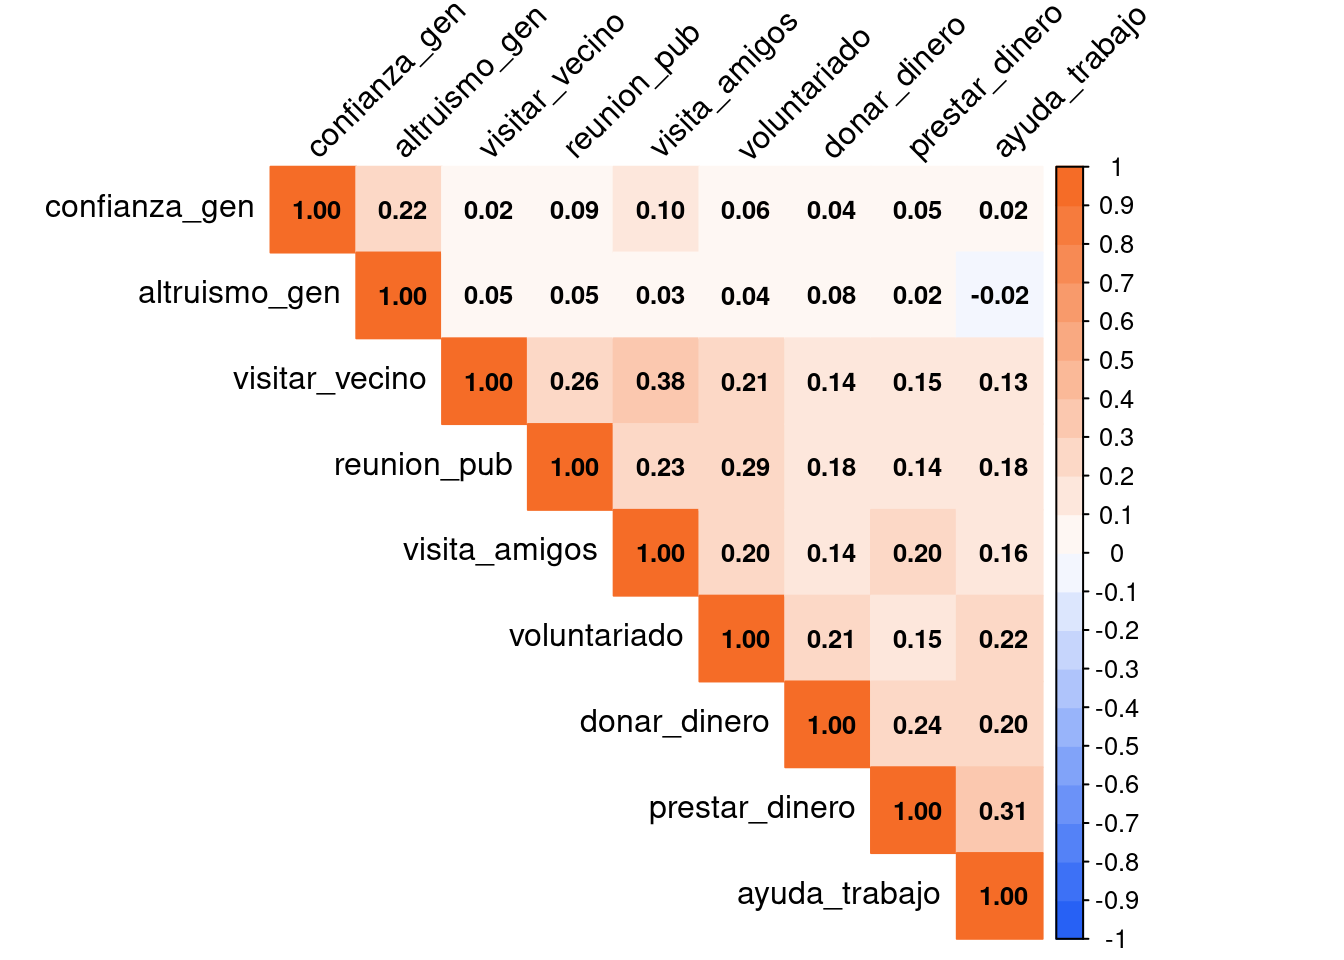 confianza_gen
altruismo_gen
visitar_vecino
reunion_pub
visita_amigos
voluntariado
donar_dinero
prestar_dinero
ayuda_trabajo
confianza_gen 1.00 0.22 0.02 0.09 0.10 0.06 0.04 0.05 0.02
altruismo_gen 1.00 0.05 0.05 0.03 0.04 0.08 0.02 -0.02
visitar_vecino 1.00 0.26 0.38 0.21 0.14 0.15 0.13
reunion_pub 1.00 0.23 0.29 0.18 0.14 0.18
visita_amigos 1.00 0.20 0.14 0.20 0.16
voluntariado 1.00 0.21 0.15 0.22
donar_dinero 1.00 0.24 0.20
prestar_dinero 1.00 0.31
ayuda_trabajo 1.00
1
0.9
0.8
0.7
0.6
0.5
0.4
0.3
0.2
0.1
0
-0.1
-0.2
-0.3
-0.4
-0.5
-0.6
-0.7
-0.8
-0.9
-1